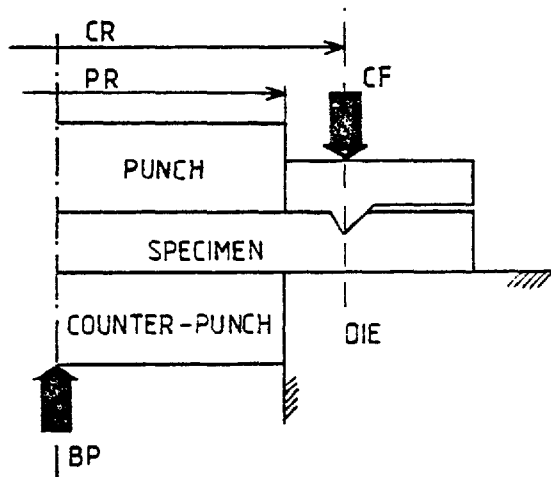 CR
PR
CF
PUNCH
SPECIMEN
COUNTER-PUNCH
DIE
BP